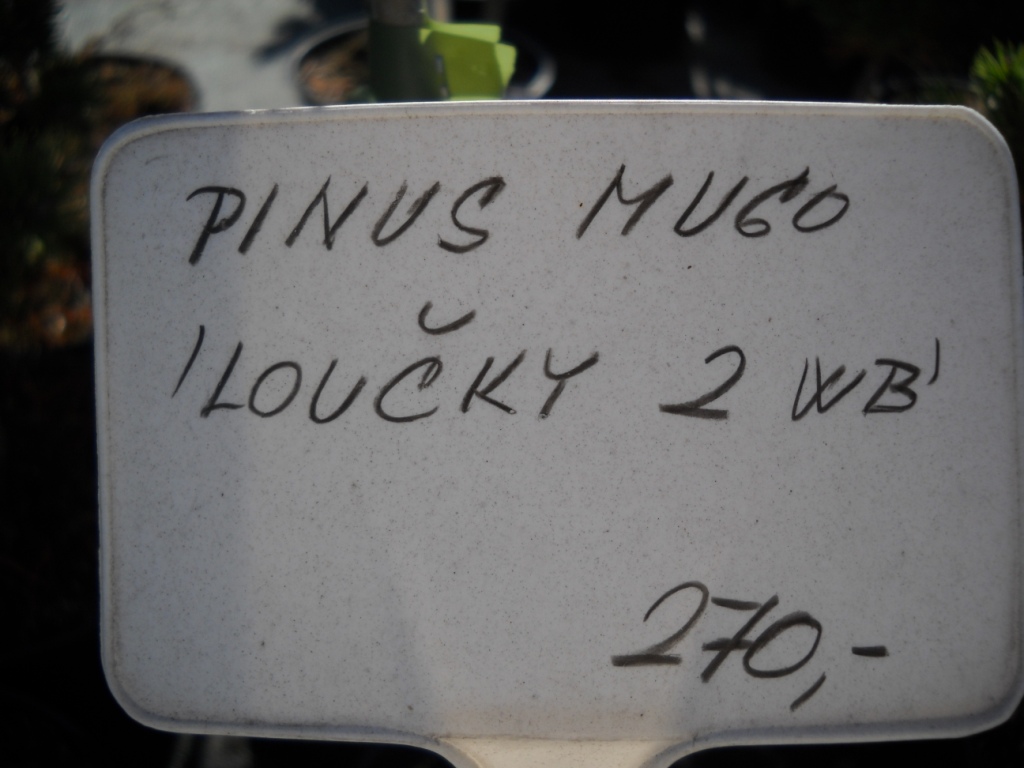 PINUS MUGO
'LOUČKY 2 WB'
270,-